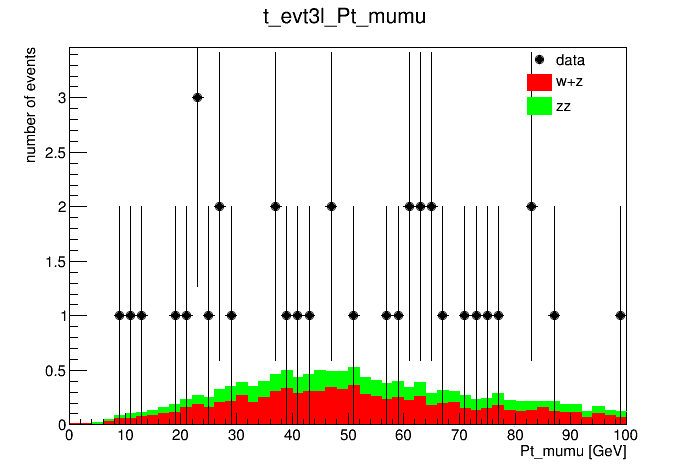 t_evt3l_Pt_mumu
number of events
data
w+z
zz
3
2.5
2
1.5
1
0.5
0
0 10 20 30 40 50 60 70 80 90 100
Pt_mumu [GeV]